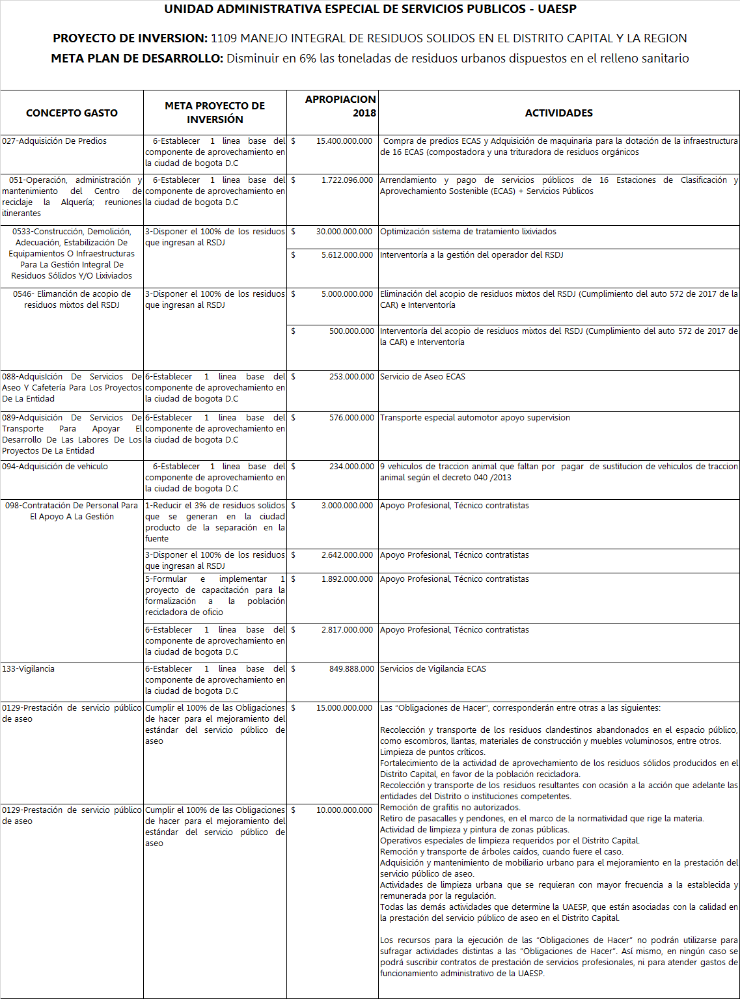 UNIDAD ADMINISTRATIVA ESPECIAL DE SERVICIOS PUBLICOS - UAESP
PROYECTO DE INVERSION: 1109 MANEJO INTEGRAL DE RESIDUOS SOLIDOS EN EL DISTRITO CAPITAL Y LA REGION
META PLAN DE DESARROLLO: Disminuir en 6% las toneladas de residuos urbanos dispuestos en el relleno sanitario
CONCEPTO GASTO
META PROYECTO DE
INVERSIÓN
APROPIACION
2018
ACTIVIDADES
027-Adquisición De Predios
6-Establecer 1 linea base del
componente de aprovechamiento en
la ciudad de bogota D.C
$ 15.400.000.000
Compra de predios ECAS y Adquisición de maquinaria para la dotación de la infraestructura
de 16 ECAS (compostadora y una trituradora de residuos orgánicos
051-Operación, administración y
mantenimiento del Centro de
reciclaje la Alquería; reuniones
itinerantes
6-Establecer 1 linea base del
componente de aprovechamiento en
la ciudad de bogota D.C
$ 1.722.096.000
Arrendamiento y pago de servicios públicos de 16 Estaciones de Clasificación y
Aprovechamiento Sostenible (ECAS) + Servicios Públicos
0533-Construcción, Demolición,
Adecuación, Estabilización De
Equipamientos O Infraestructuras
Para La Gestión Integral De
Residuos Sólidos Y/O Lixiviados
3-Disponer el 100% de los residuos
que ingresan al RSDJ
$ 30.000.000.000
Optimización sistema de tratamiento lixiviados
$ 5.612.000.000
Interventoría a la gestión del operador del RSDJ
0546- Elimanción de acopio de
residuos mixtos del RSDJ
3-Disponer el 100% de los residuos
que ingresan al RSDJ
$ 5.000.000.000
Eliminación del acopio de residuos mixtos del RSDJ (Cumplimiento del auto 572 de 2017 de la
CAR) e Interventoría
$ 500.000.000
Interventoría del acopio de residuos mixtos del RSDJ (Cumplimiento del auto 572 de 2017 de
la CAR) e Interventoría
088-AdquisIción De Servicios De
Aseo Y Cafetería Para Los Proyectos
De La Entidad
6-Establecer 1 linea base del
componente de aprovechamiento en
la ciudad de bogota D.C
$ 253.000.000
Servicio de Aseo ECAS
089-Adquisición De Servicios De
Transporte Para Apoyar El
Desarrollo De Las Labores De Los
Proyectos De La Entidad
6-Establecer 1 linea base del
componente de aprovechamiento en
la ciudad de bogota D.C
$ 576.000.000
Transporte especial automotor apoyo supervision
094-Adquisición de vehiculo
6-Establecer 1 linea base del
componente de aprovechamiento en
la ciudad de bogota D.C
$ 234.000.000
9 vehiculos de traccion animal que faltan por pagar de sustitucion de vehiculos de traccion
animal según el decreto 040 /2013
098-Contratación De Personal Para
El Apoyo A La Gestión
1-Reducir el 3% de residuos solidos
que se generan en la ciudad
producto de la separación en la
fuente
$ 3.000.000.000
Apoyo Profesional, Técnico contratistas
3-Disponer el 100% de los residuos
que ingresan al RSDJ
$ 2.642.000.000
Apoyo Profesional, Técnico contratistas
5-Formular e implementar 1
proyecto de capacitación para la
formalización a la población
recicladora de oficio
$ 1.892.000.000
Apoyo Profesional, Técnico contratistas
6-Establecer 1 linea base del
componente de aprovechamiento en
la ciudad de bogota D.C
$ 2.817.000.000
Apoyo Profesional, Técnico contratistas
133-Vigilancia
6-Establecer 1 linea base del
componente de aprovechamiento en
la ciudad de bogota D.C
$ 849.888.000
Servicios de Vigilancia ECAS
0129-Prestación de servicio público
de aseo
Cumplir el 100% de las Obligaciones
de hacer para el mejoramiento del
estándar del servicio público de
aseo
$ 15.000.000.000
0129-Prestación de servicio público
de aseo
Cumplir el 100% de las Obligaciones
de hacer para el mejoramiento del
estándar del servicio público de
aseo
$ 10.000.000.000
Las “Obligaciones de Hacer”, corresponderán entre otras a las siguientes:
Recolección y transporte de los residuos clandestinos abandonados en el espacio público,
como escombros, llantas, materiales de construcción y muebles voluminosos, entre otros.
Limpieza de puntos críticos.
Fortalecimiento de la actividad de aprovechamiento de los residuos sólidos producidos en el
Distrito Capital, en favor de la población recicladora.
Recolección y transporte de los residuos resultantes con ocasión a la acción que adelante las
entidades del Distrito o instituciones competentes.
Remoción de grafitis no autorizados.
Retiro de pasacalles y pendones, en el marco de la normatividad que rige la materia.
Actividad de limpieza y pintura de zonas públicas.
Operativos especiales de limpieza requeridos por el Distrito Capital.
Remoción y transporte de árboles caídos, cuando fuere el caso.
Adquisición y mantenimiento de mobiliario urbano para el mejoramiento en la prestación del
servicio público de aseo.
Actividades de limpieza urbana que se requieran con mayor frecuencia a la establecida y
remunerada por la regulación.
Todas las demás actividades que determine la UAESP, que están asociadas con la calidad en
la prestación del servicio público de aseo en el Distrito Capital.
Los recursos para la ejecución de las “Obligaciones de Hacer” no podrán utilizarse para
sufragar actividades distintas a las “Obligaciones de Hacer”. Así mismo, en ningún caso se
podrá suscribir contratos de prestación de servicios profesionales, ni para atender gastos de
funcionamiento administrativo de la UAESP.